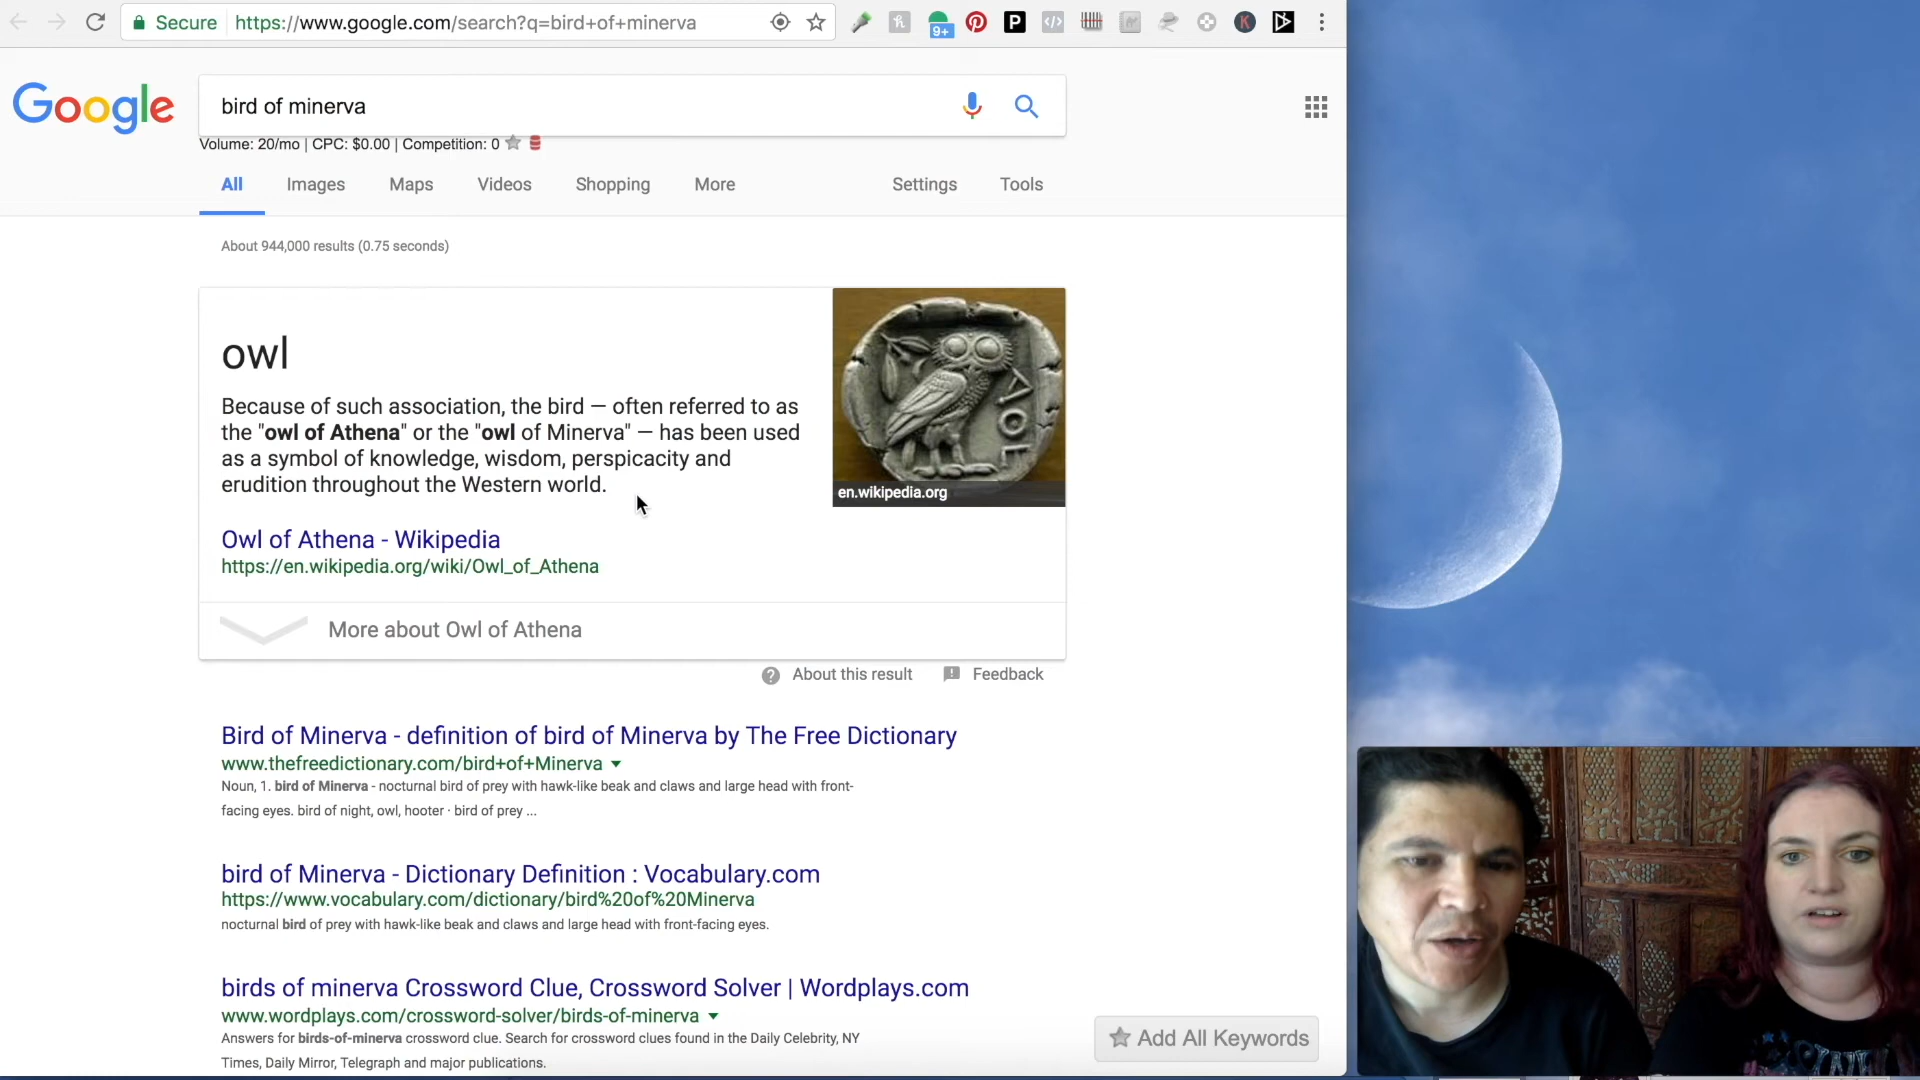 Secure https://www.google.com/search?q=bird+of+minerva
9+
P
K
Google
bird of minerva
Volume: 20/mo | CPC: $0.00 | Competition: 0
All Images Maps Videos Shopping More Settings Tools
About 944,000 results (0.75 seconds)
owl
Because of such association, the bird — often referred to as
the "owl of Athena" or the "owl of Minerva" — has been used
as a symbol of knowledge, wisdom, perspicacity and
erudition throughout the Western world.
ΑΘΕ
en.wikipedia.org
Owl of Athena - Wikipedia
https://en.wikipedia.org/wiki/Owl_of_Athena
More about Owl of Athena
About this result Feedback
Bird of Minerva - definition of bird of Minerva by The Free Dictionary
www.thefreedictionary.com/bird+of+Minerva
Noun, 1. bird of Minerva - nocturnal bird of prey with hawk-like beak and claws and large head with front-
facing eyes. bird of night, owl, hooter · bird of prey ...
bird of Minerva - Dictionary Definition : Vocabulary.com
https://www.vocabulary.com/dictionary/bird%20of%20Minerva
nocturnal bird of prey with hawk-like beak and claws and large head with front-facing eyes.
birds of minerva Crossword Clue, Crossword Solver | Wordplays.com
www.wordplays.com/crossword-solver/birds-of-minerva
Answers for birds-of-minerva crossword clue. Search for crossword clues found in the Daily Celebrity, NY
Times, Daily Mirror, Telegraph and major publications.
Add All Keywords